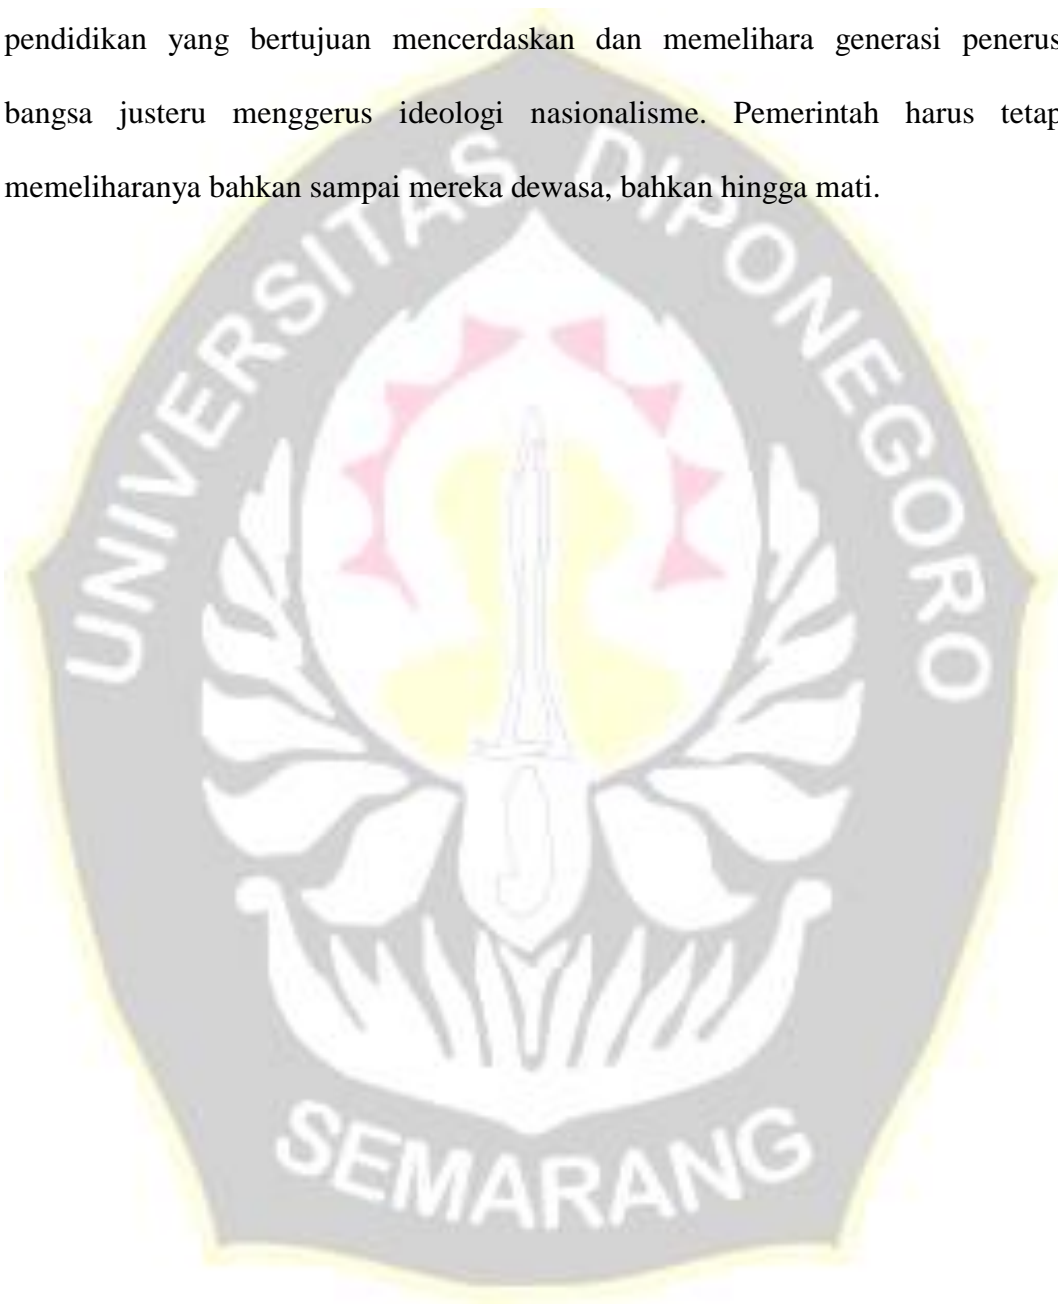 pendidikan yang bertujuan mencerdaskan dan memelihara generasi penerus
bangsa justeru menggerus ideologi nasionalisme. Pemerintah harus tetap
memeliharanya bahkan sampai mereka dewasa, bahkan hingga mati.
UNIVERSITAS DIPONEGORO
SEMARANG